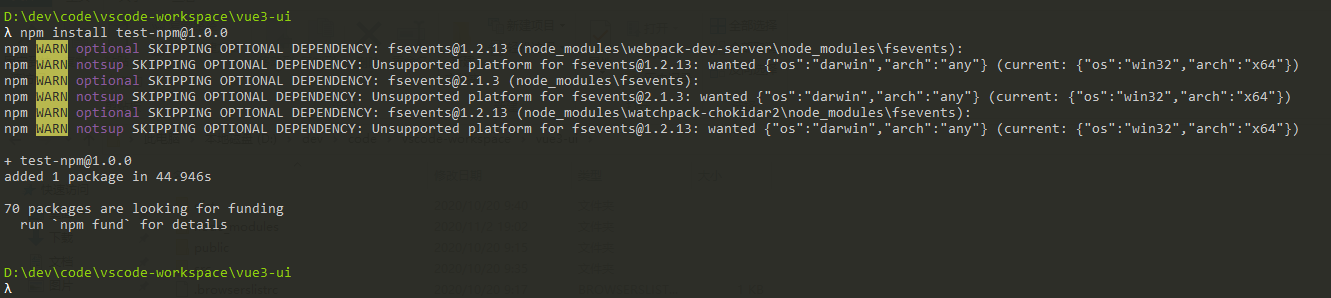 D:\dev\code\vscode-workspace\vue3-ui
λ npm install test-npm@1.0.0
npm WARN optional SKIPPING OPTIONAL DEPENDENCY: fsevents@1.2.13 (node_modules\webpack-dev-server\node_modules\fsevents):
npm WARN notsup SKIPPING OPTIONAL DEPENDENCY: Unsupported platform for fsevents@1.2.13: wanted {"os":"darwin","arch":"any"} (current: {"os":"win32","arch":"x64"})
npm WARN optional SKIPPING OPTIONAL DEPENDENCY: fsevents@2.1.3 (node_modules\fsevents):
npm WARN notsup SKIPPING OPTIONAL DEPENDENCY: Unsupported platform for fsevents@2.1.3: wanted {"os":"darwin","arch":"any"} (current: {"os":"win32","arch":"x64"})
npm WARN optional SKIPPING OPTIONAL DEPENDENCY: fsevents@1.2.13 (node_modules\watchpack-chokidar2\node_modules\fsevents):
npm WARN notsup SKIPPING OPTIONAL DEPENDENCY: Unsupported platform for fsevents@1.2.13: wanted {"os":"darwin","arch":"any"} (current: {"os":"win32","arch":"x64"})
+ test-npm@1.0.0
added 1 package in 44.946s
70 packages are looking for funding
run `npm fund` for details
D:\dev\code\vscode-workspace\vue3-ui
λ